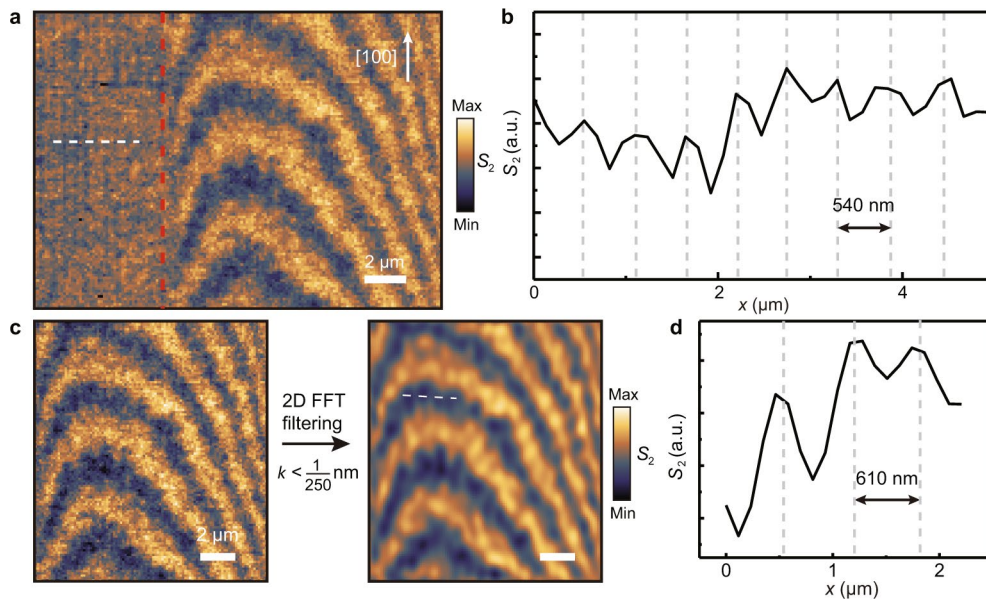 a
[100]
2 µm
Max
S₂
Min
b
S₂ (a.u.)
540 nm
0
2
4
x (µm)
c
2 µm
2D FFT
filtering
k < 1/250 nm
Max
S₂
Min
d
S₂ (a.u.)
610 nm
0
1
2
x (µm)